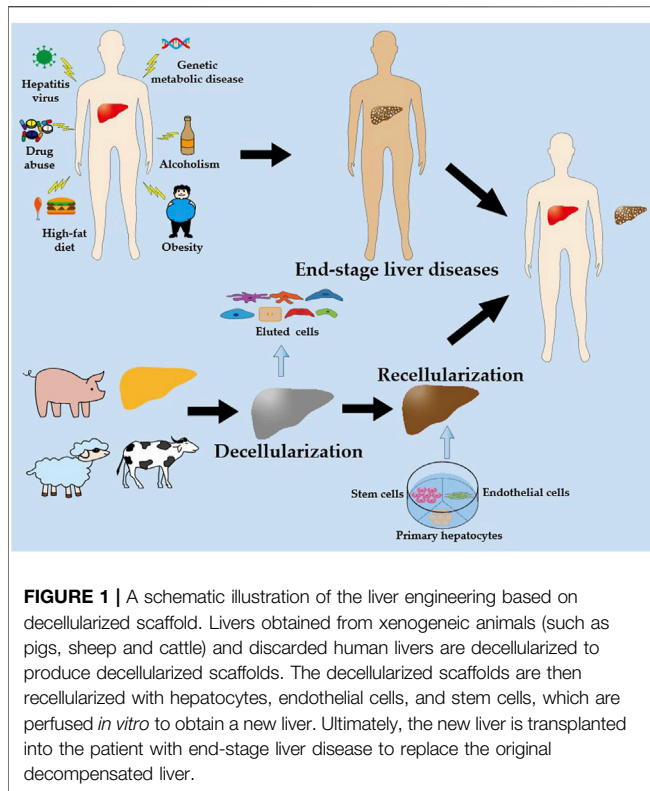 Hepatitis
virus
Genetic
metabolic disease
Drug
abuse
Alcoholism
High-fat
diet
Obesity
End-stage liver diseases
Eluted cells
Decellularization
Recellularization
Stem cells
Endothelial cells
Primary hepatocytes
FIGURE 1 | A schematic illustration of the liver engineering based on
decellularized scaffold. Livers obtained from xenogeneic animals (such as
pigs, sheep and cattle) and discarded human livers are decellularized to
produce decellularized scaffolds. The decellularized scaffolds are then
recellularized with hepatocytes, endothelial cells, and stem cells, which are
perfused in vitro to obtain a new liver. Ultimately, the new liver is transplanted
into the patient with end-stage liver disease to replace the original
decompensated liver.